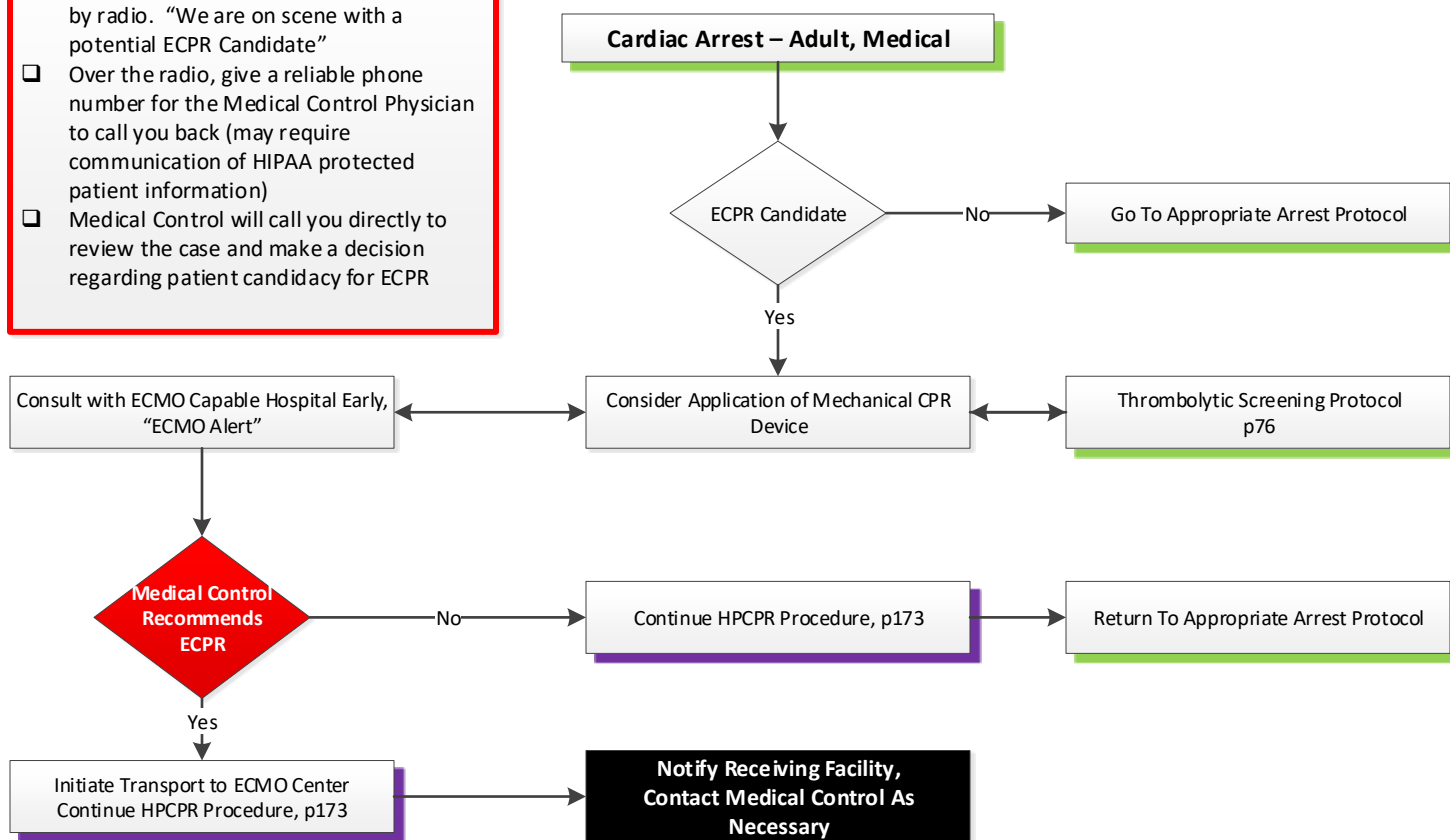 by radio. “We are on scene with a
potential ECPR Candidate”
❑ Over the radio, give a reliable phone
number for the Medical Control Physician
to call you back (may require
communication of HIPAA protected
patient information)
❑ Medical Control will call you directly to
review the case and make a decision
regarding patient candidacy for ECPR
Cardiac Arrest – Adult, Medical
ECPR Candidate
No
Go To Appropriate Arrest Protocol
Yes
Consult with ECMO Capable Hospital Early,
“ECMO Alert”
Consider Application of Mechanical CPR
Device
Thrombolytic Screening Protocol
p76
Medical Control
Recommends
ECPR
No
Continue HPCPR Procedure, p173
Return To Appropriate Arrest Protocol
Yes
Initiate Transport to ECMO Center
Continue HPCPR Procedure, p173
Notify Receiving Facility,
Contact Medical Control As
Necessary